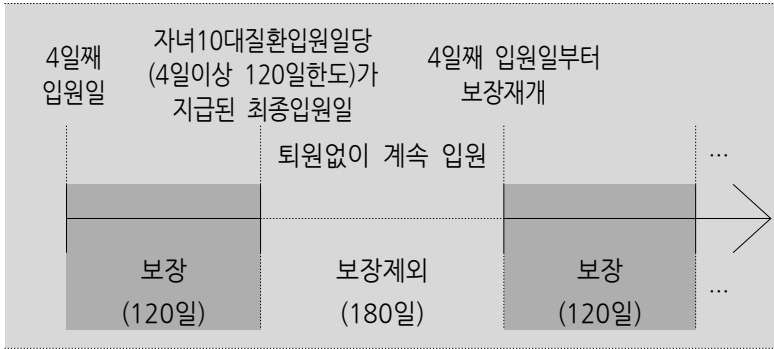 4일째
입원일
자녀10대질환입원일당
(4일이상 120일한도)가
지급된 최종입원일
4일째 입원일부터
보장재개
퇴원없이 계속 입원
...
보장
(120일)
보장제외
(180일)
보장
(120일)
...